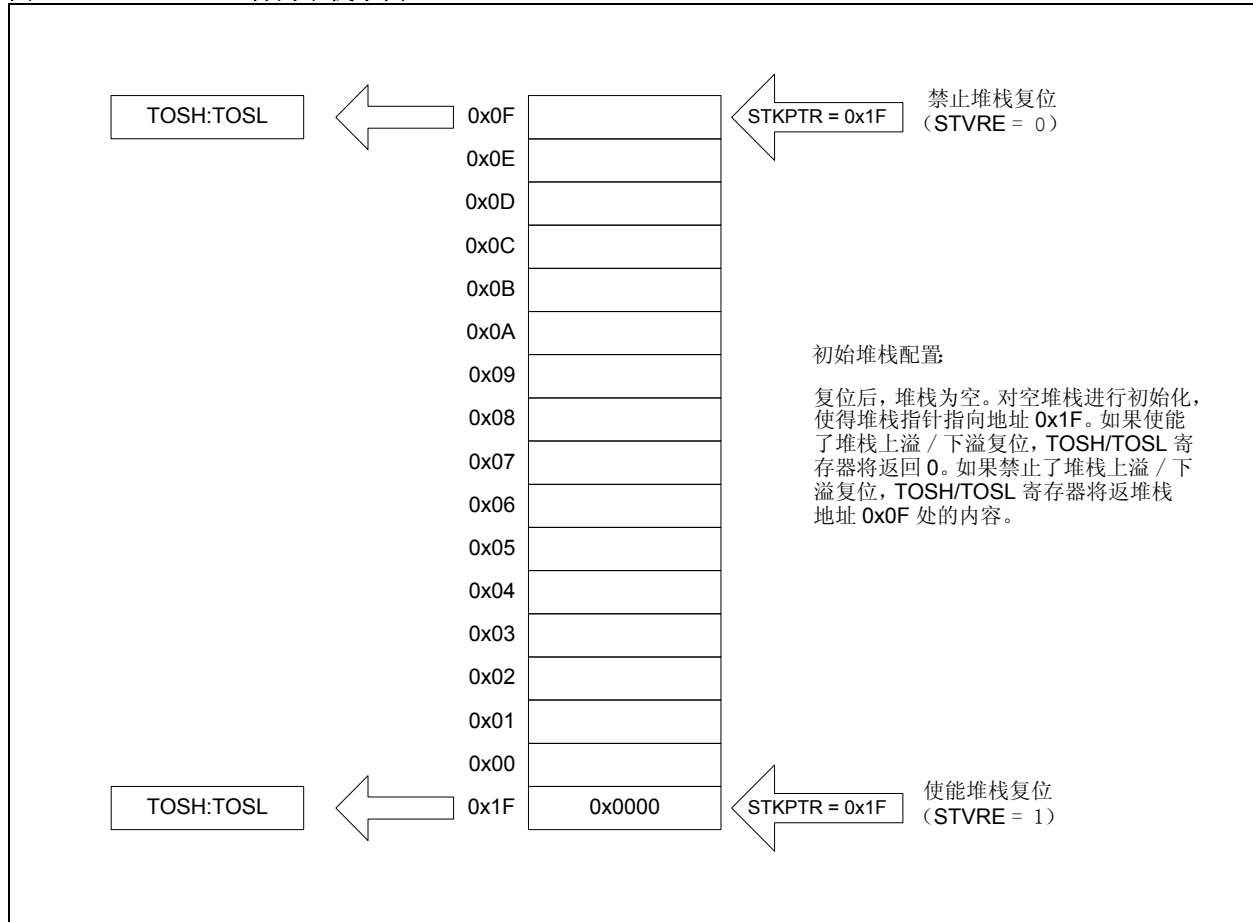 TOSH:TOSL
0x0F
STKPTR = 0x1F
禁止堆栈复位
（STVRE = 0）
0x0E
0x0D
0x0C
0x0B
0x0A
0x09
0x08
0x07
0x06
0x05
0x04
0x03
0x02
0x01
0x00
初始堆栈配置:
复位后，堆栈为空。对空堆栈进行初始化，
使得堆栈指针指向地址 0x1F。如果使能
了堆栈上溢 / 下溢复位，TOSH/TOSL 寄
存器将返回 0。如果禁止了堆栈上溢 / 下
溢复位，TOSH/TOSL 寄存器将返堆栈
地址 0x0F 处的内容。
TOSH:TOSL
0x1F
0x0000
STKPTR = 0x1F
使能堆栈复位
（STVRE = 1）